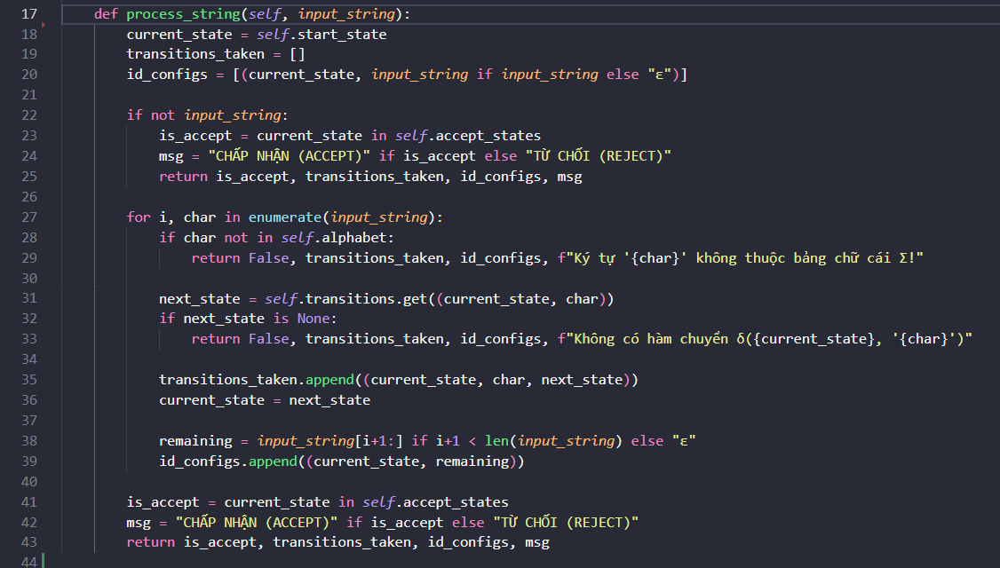 17 def process_string(self, input_string):
18 current_state = self.start_state
19 transitions_taken = []
20 id_configs = [(current_state, input_string if input_string else "ε")]
21
22 if not input_string:
23 is_accept = current_state in self.accept_states
24 msg = "CHẤP NHẬN (ACCEPT)" if is_accept else "TỪ CHỐI (REJECT)"
25 return is_accept, transitions_taken, id_configs, msg
26
27 for i, char in enumerate(input_string):
28 if char not in self.alphabet:
29 return False, transitions_taken, id_configs, f"Ký tự '{char}' không thuộc bảng chữ cái Σ!"
30
31 next_state = self.transitions.get((current_state, char))
32 if next_state is None:
33 return False, transitions_taken, id_configs, f"Không có hàm chuyển δ({current_state}, '{char}')"
34
35 transitions_taken.append((current_state, char, next_state))
36 current_state = next_state
37
38 remaining = input_string[i+1:] if i+1 < len(input_string) else "ε"
39 id_configs.append((current_state, remaining))
40
41 is_accept = current_state in self.accept_states
42 msg = "CHẤP NHẬN (ACCEPT)" if is_accept else "TỪ CHỐI (REJECT)"
43 return is_accept, transitions_taken, id_configs, msg
44